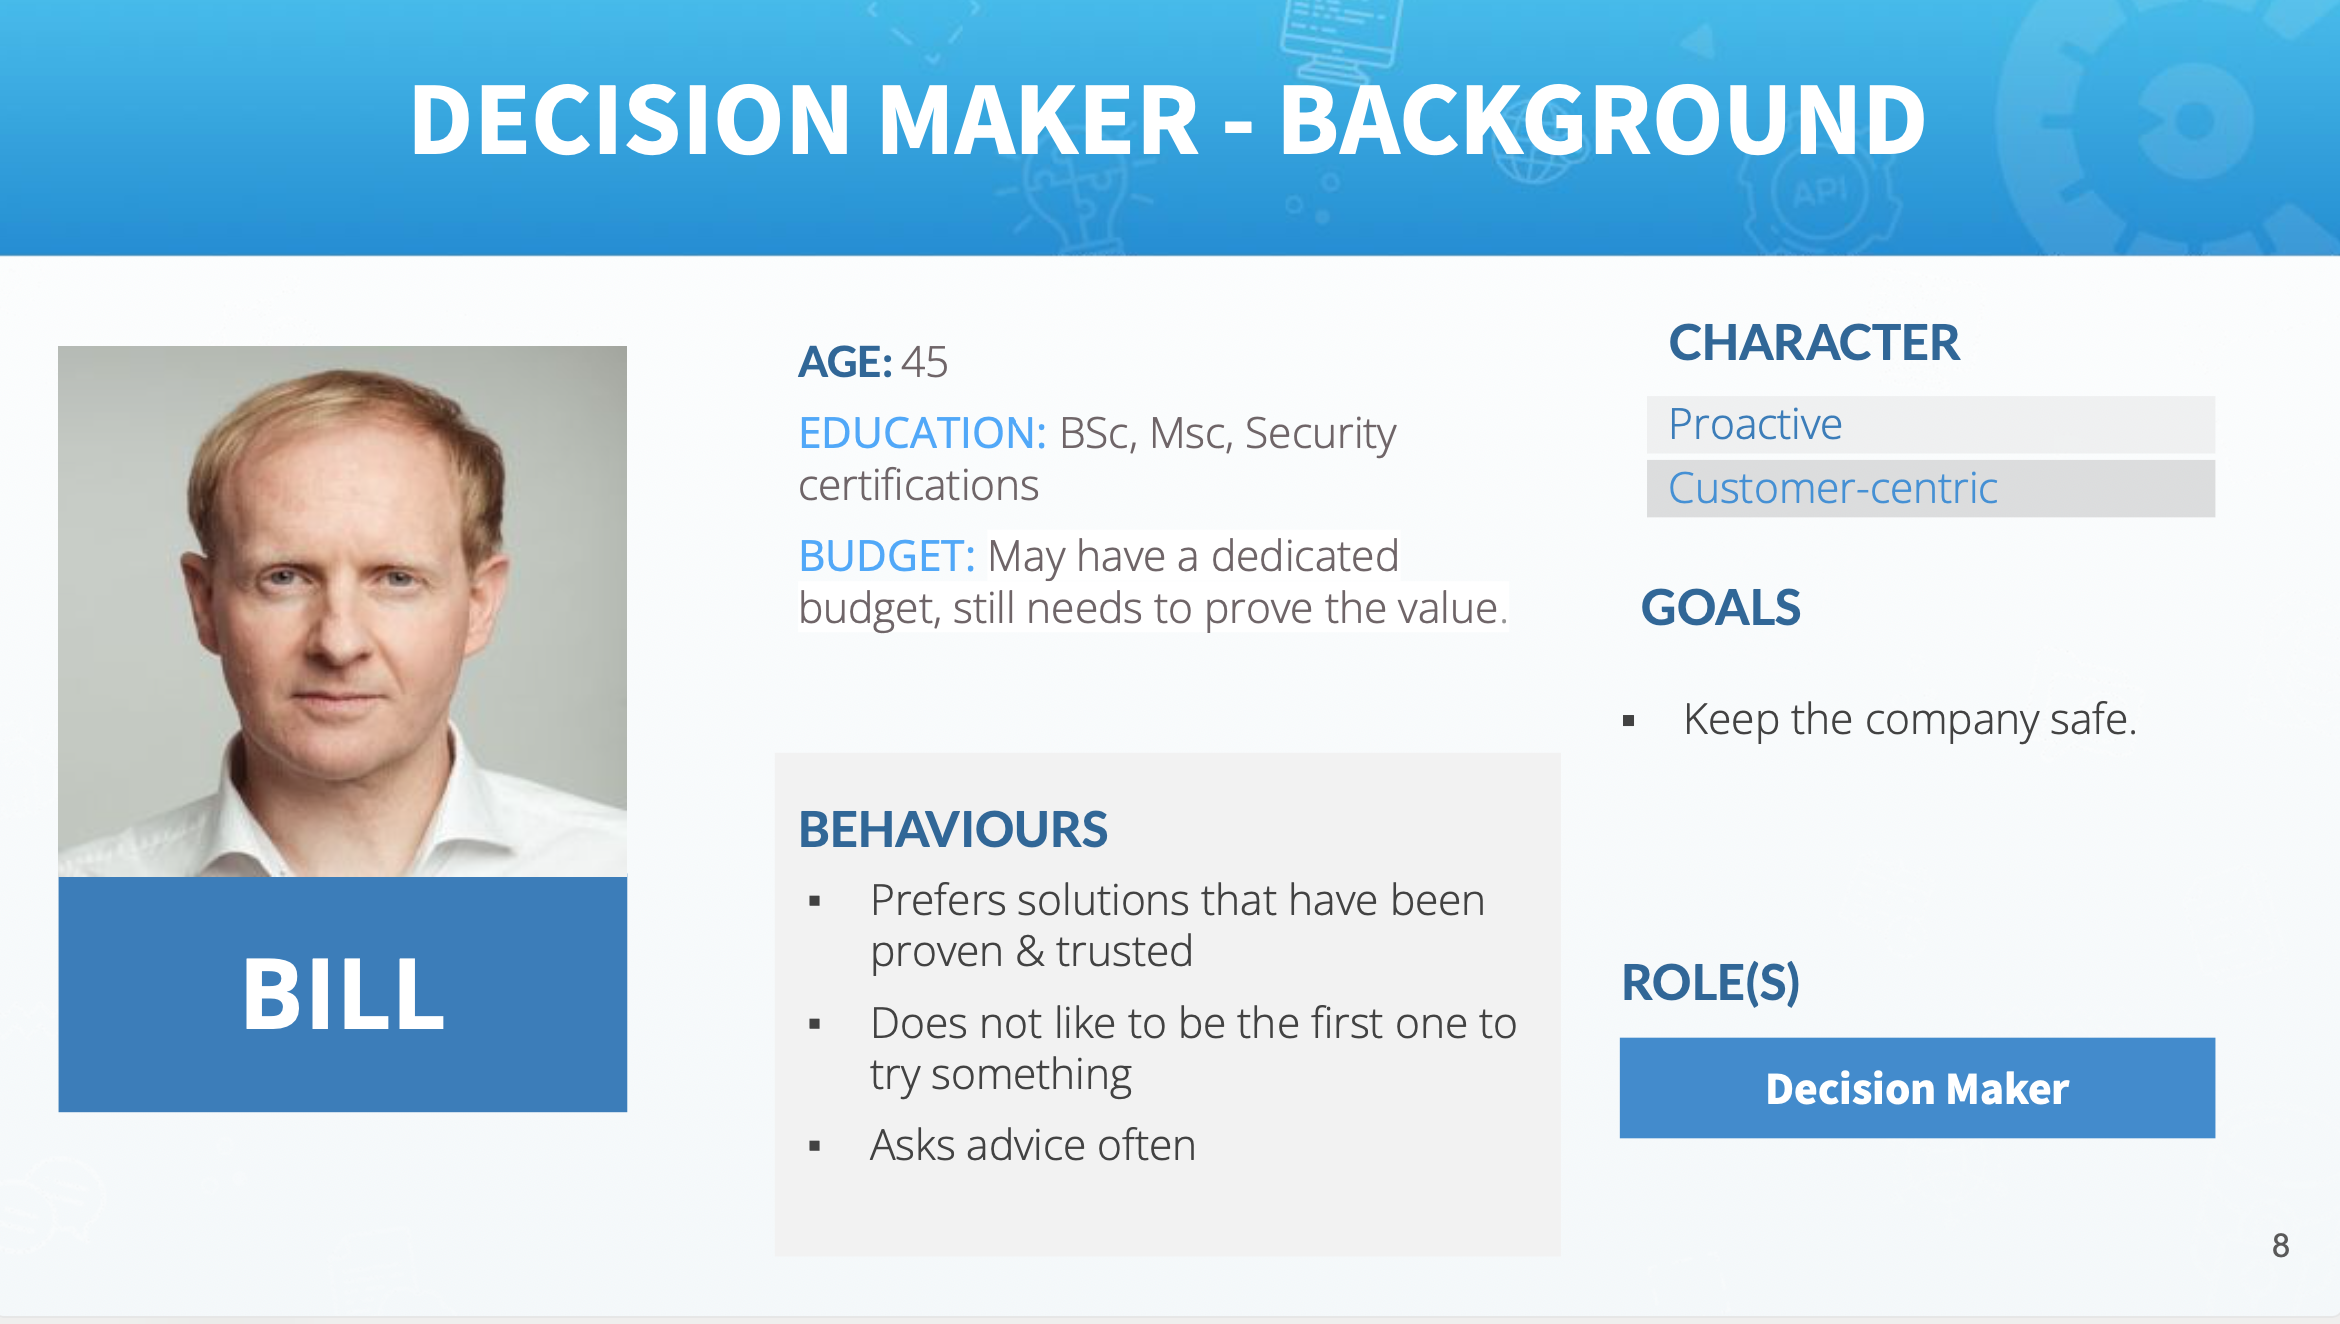 DECISION MAKER - BACKGROUND
API
BILL
AGE: 45
EDUCATION: BSc, Msc, Security
certifications
BUDGET: May have a dedicated
budget, still needs to prove the value.
BEHAVIOURS
▪ Prefers solutions that have been
proven & trusted
▪ Does not like to be the first one to
try something
▪ Asks advice often
CHARACTER
Proactive
Customer-centric
GOALS
▪ Keep the company safe.
ROLE(S)
Decision Maker
8